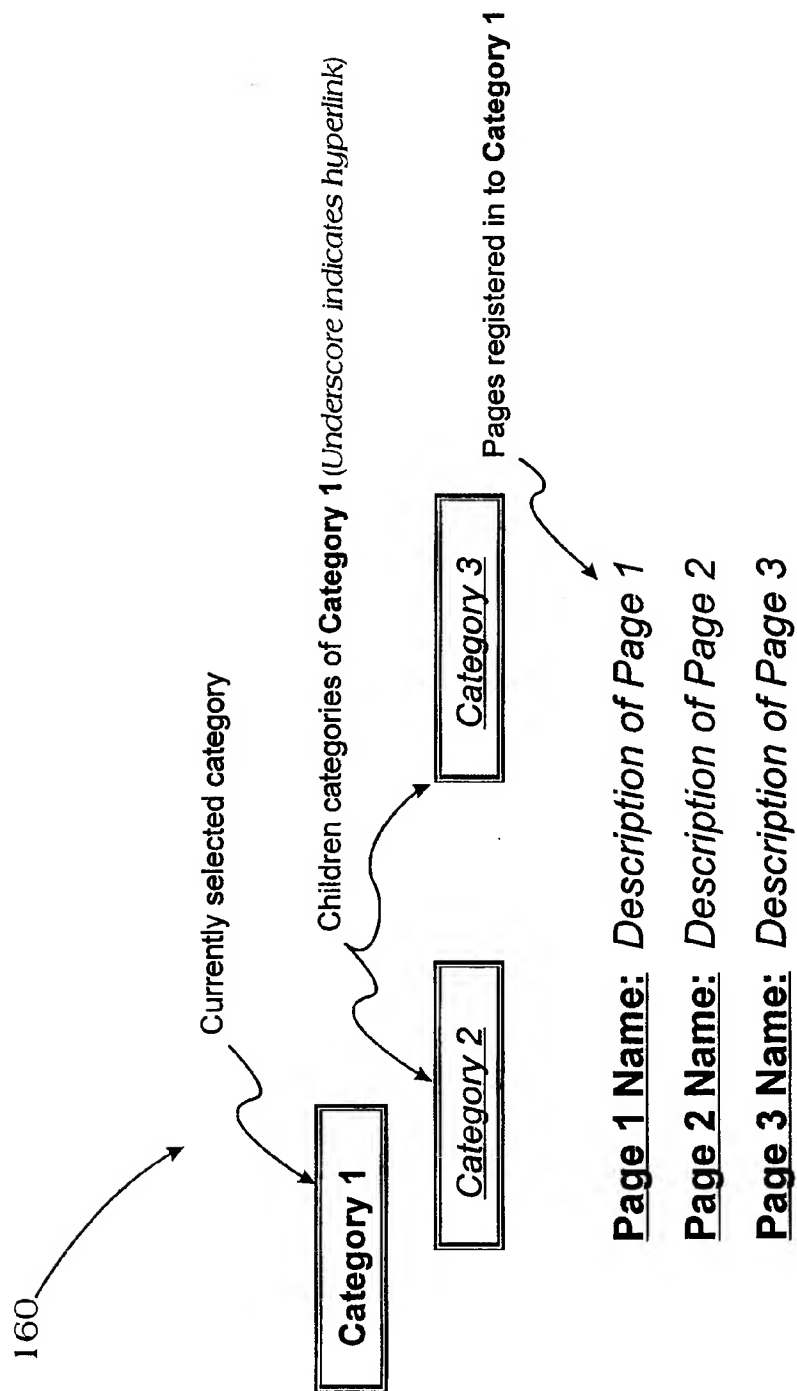 160
Currently selected category
Category 1
Children categories of Category 1 (Underscore indicates hyperlink)
Category 2
Category 3
Pages registered in to Category 1
Page 1 Name: Description of Page 1
Page 2 Name: Description of Page 2
Page 3 Name: Description of Page 3